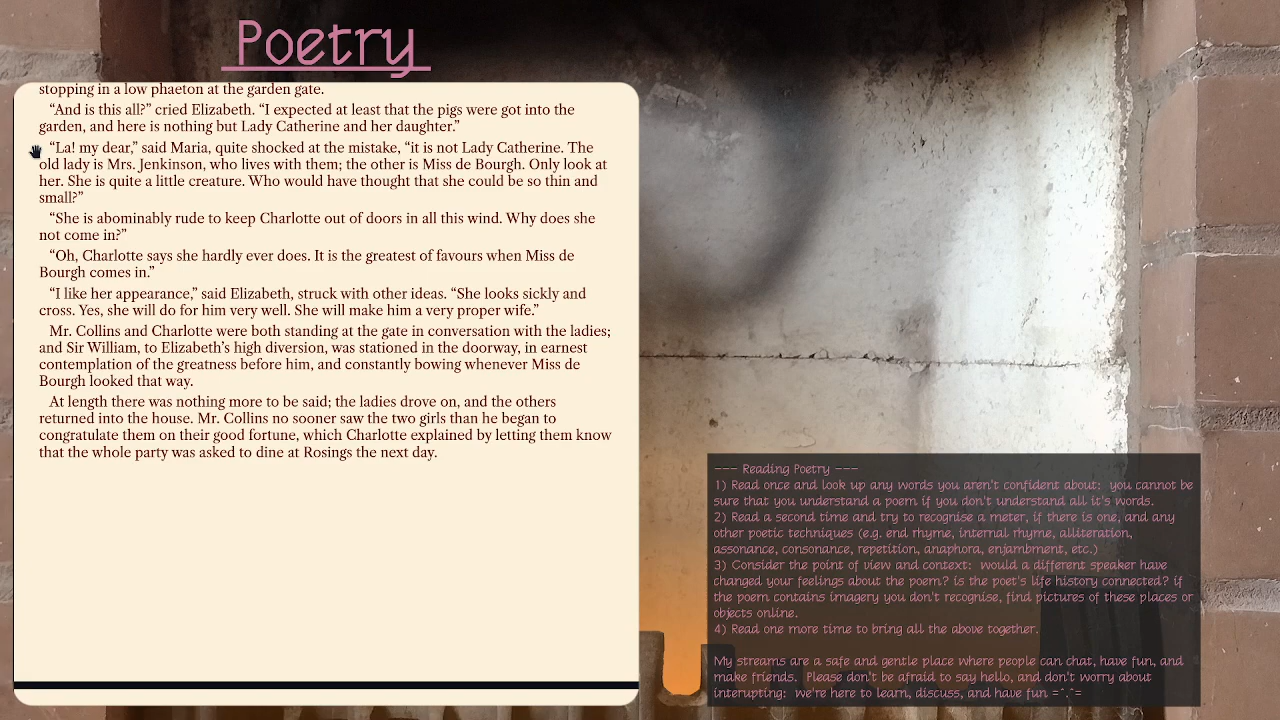 Poetry
stopping in a low phaeton at the garden gate.
“And is this all?” cried Elizabeth. “I expected at least that the pigs were got into the
garden, and here is nothing but Lady Catherine and her daughter.”
“La! my dear,” said Maria, quite shocked at the mistake, “it is not Lady Catherine. The
old lady is Mrs. Jenkinson, who lives with them; the other is Miss de Bourgh. Only look at
her. She is quite a little creature. Who would have thought that she could be so thin and
small?”
“She is abominably rude to keep Charlotte out of doors in all this wind. Why does she
not come in?”
“Oh, Charlotte says she hardly ever does. It is the greatest of favours when Miss de
Bourgh comes in.”
“I like her appearance,” said Elizabeth, struck with other ideas. “She looks sickly and
cross. Yes, she will do for him very well. She will make him a very proper wife.”
Mr. Collins and Charlotte were both standing at the gate in conversation with the ladies;
and Sir William, to Elizabeth’s high diversion, was stationed in the doorway, in earnest
contemplation of the greatness before him, and constantly bowing whenever Miss de
Bourgh looked that way.
At length there was nothing more to be said; the ladies drove on, and the others
returned into the house. Mr. Collins no sooner saw the two girls than he began to
congratulate them on their good fortune, which Charlotte explained by letting them know
that the whole party was asked to dine at Rosings the next day.
--- Reading Poetry ---
1) Read once and look up any words you aren't confident about: you cannot be
sure that you understand a poem if you don't understand all it's words.
2) Read a second time and try to recognise a meter, if there is one, and any
other poetic techniques (e.g. end rhyme, internal rhyme, alliteration,
assonance, consonance, repetition, anaphora, enjambment, etc.)
3) Consider the point of view and context: would a different speaker have
changed your feelings about the poem? is the poet's life history connected? if
the poem contains imagery you don't recognise, find pictures of these places or
objects online.
4) Read one more time to bring all the above together.
My streams are a safe and gentle place where people can chat, have fun, and
make friends. Please don't be afraid to say hello, and don't worry about
interupting: we're here to learn, discuss, and have fun =^.^=